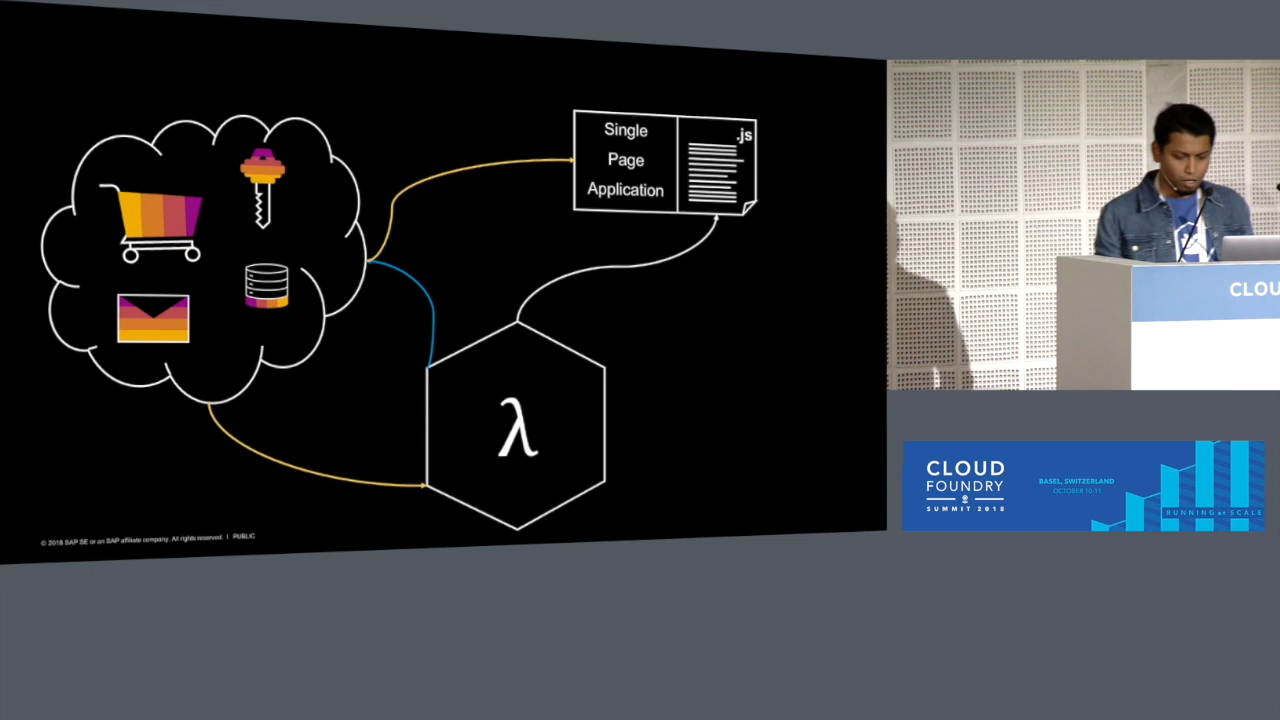 Single
Page
Application
.js
λ
© 2018 SAP SE or an SAP affiliate company. All rights reserved. | PUBLIC
CLOU
CLOUD
FOUNDRY
SUMMIT 2018
BASEL, SWITZERLAND
OCTOBER 10-11
RUNNING at SCALE